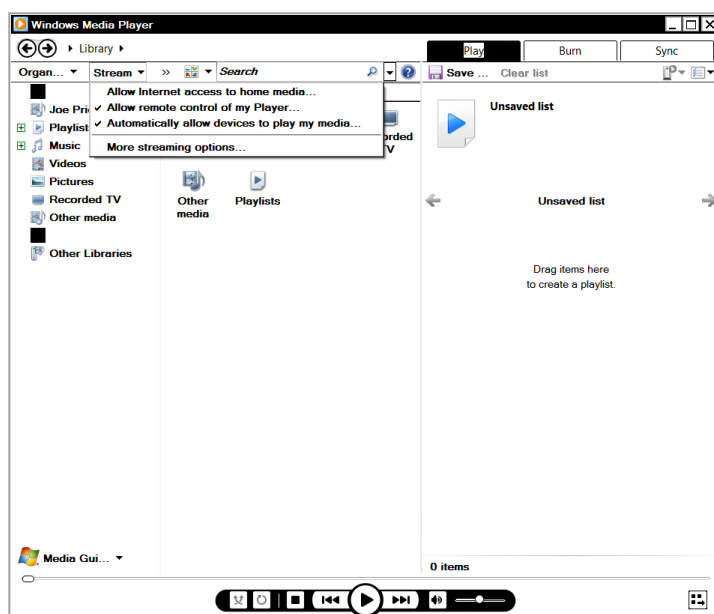 Windows Media Player
Library
Play
Burn
Sync
Organ...
Stream
»
Search
Save ...
Clear list
Allow Internet access to home media...
Allow remote control of my Player...
Automatically allow devices to play my media...
More streaming options...
Joe Pri
Playlist
Music
Videos
Pictures
Recorded TV
Other media
Other Libraries
TV
Other media
Playlists
Unsaved list
Unsaved list
Drag items here
to create a playlist.
Media Gui...
0 items